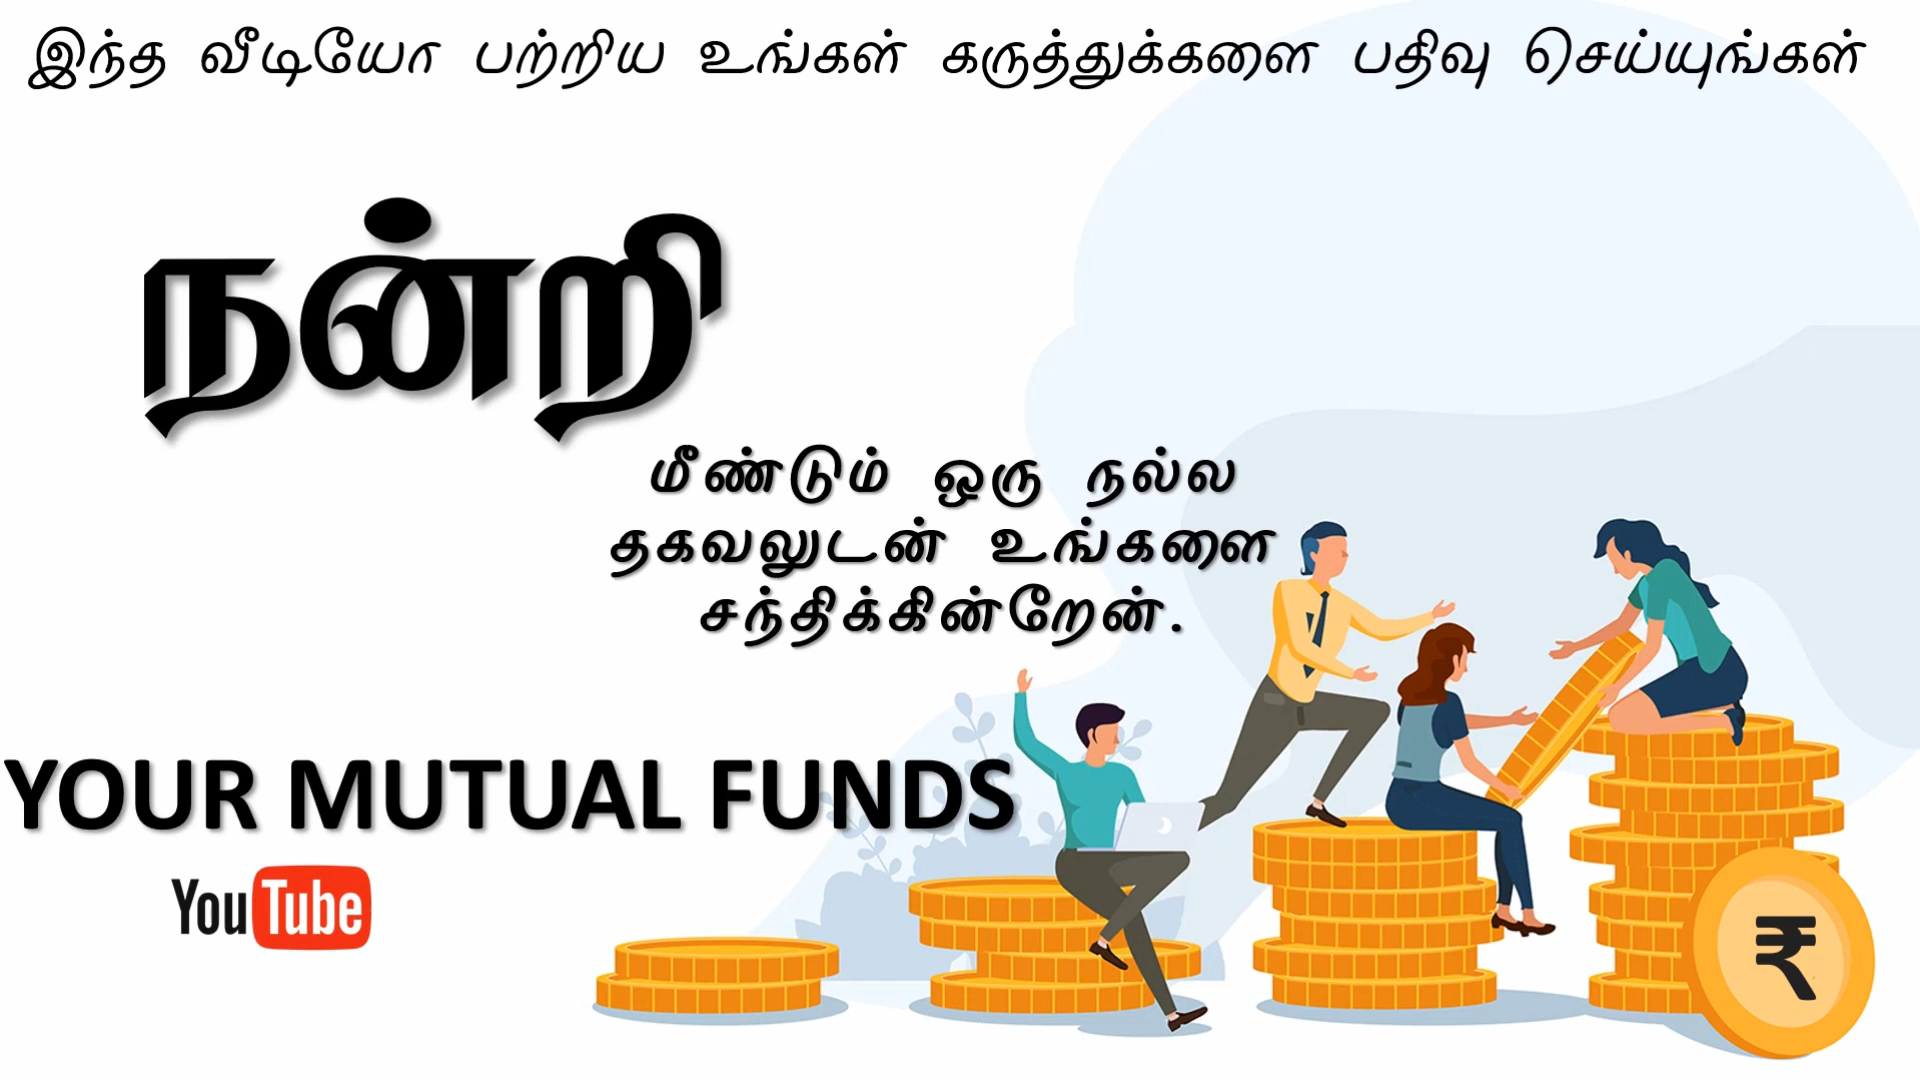 இந்த வீடியோ பற்றிய உங்கள் கருத்துக்களை பதிவு செய்யுங்கள்
நன்றி
மீண்டும் ஒரு நல்ல
தகவலுடன் உங்களை
சந்திக்கின்றேன்.
YOUR MUTUAL FUNDS
YouTube
₹